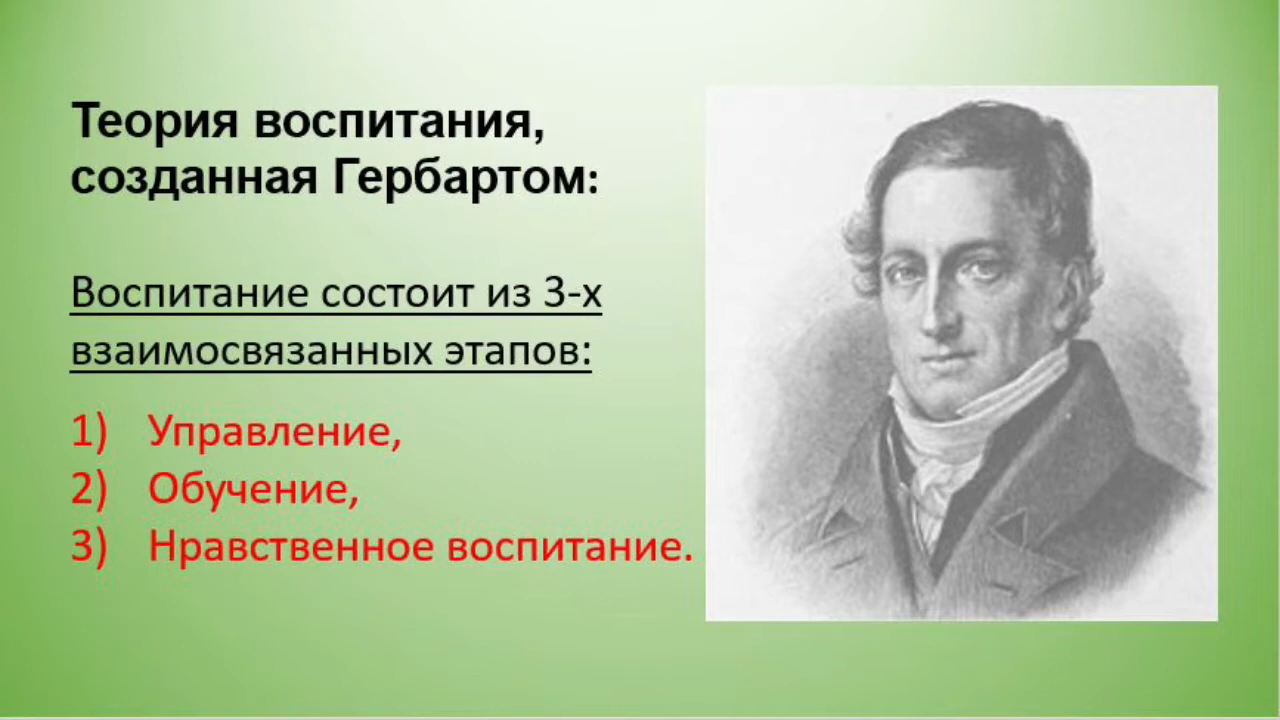 Теория воспитания,
созданная Гербартом:
Воспитание состоит из 3-х
взаимосвязанных этапов:
1) Управление,
2) Обучение,
3) Нравственное воспитание.